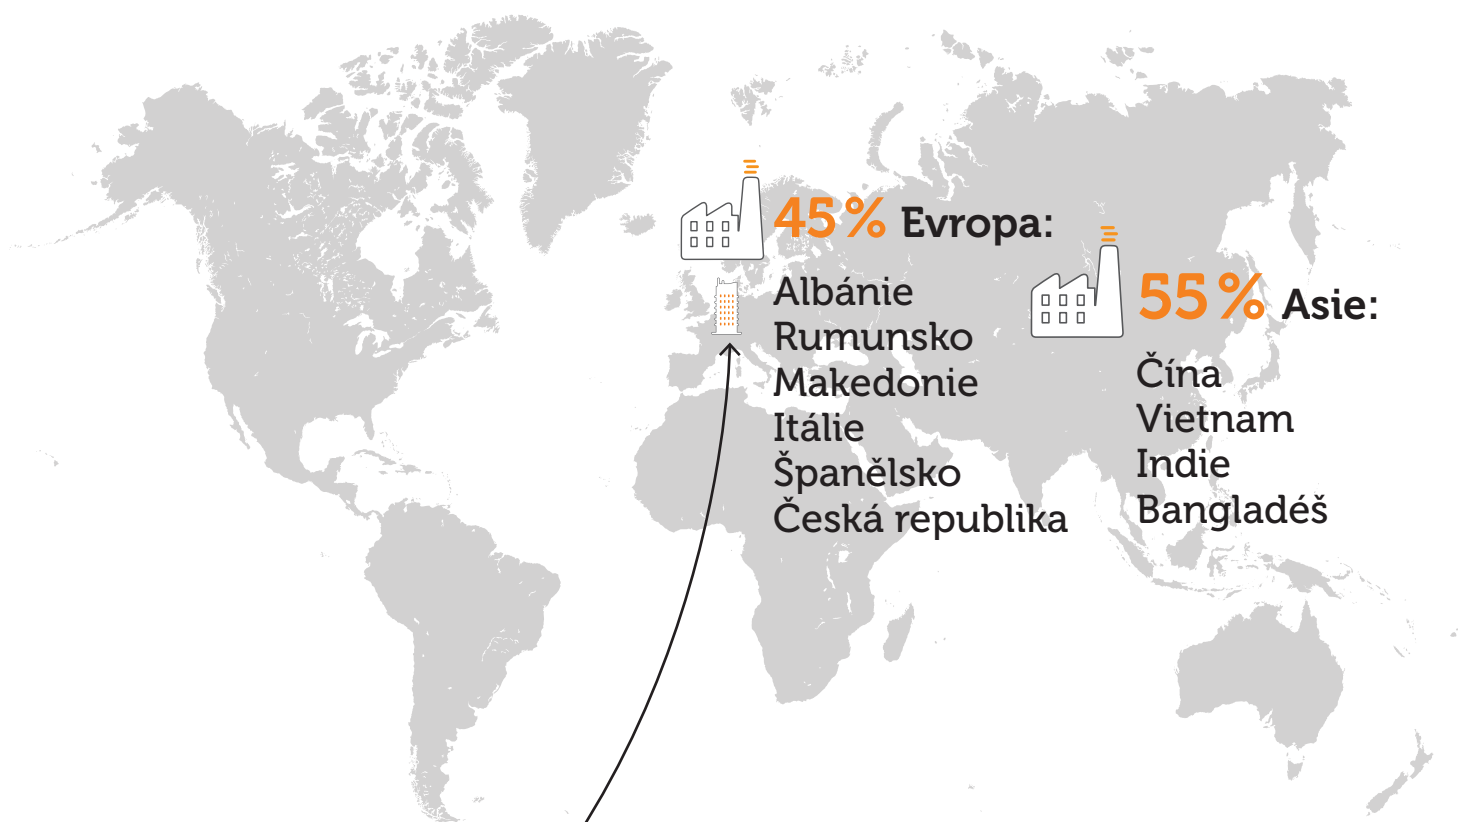 45 % Evropa:
Albánie
Rumunsko
Makedonie
Itálie
Španělsko
Česká republika
55 % Asie:
Čína
Vietnam
Indie
Bangladéš